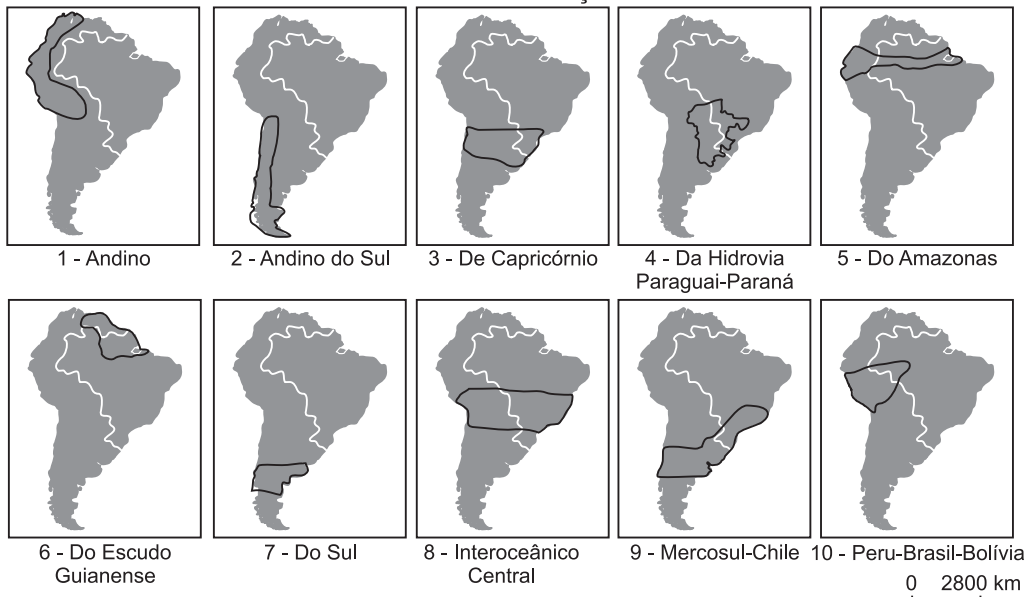 1 - Andino
2 - Andino do Sul
3 - De Capricórnio
4 - Da Hidrovia
Paraguai-Paraná
5 - Do Amazonas
6 - Do Escudo
Guianense
7 - Do Sul
8 - Interoceânico
Central
9 - Mercosul-Chile
10 - Peru-Brasil-Bolívia
0 2800 km